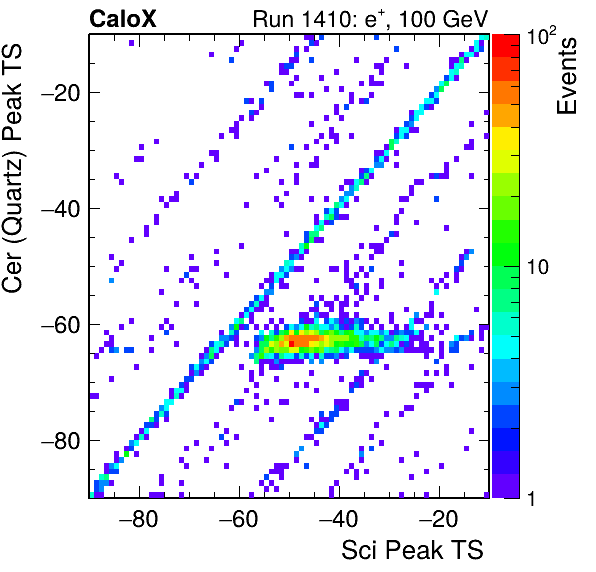 CaloX Run 1410: e⁺, 100 GeV
Cer (Quartz) Peak TS
−20
−40
−60
−80
−80 −60 −40 −20
Sci Peak TS
10²
10
1
Events